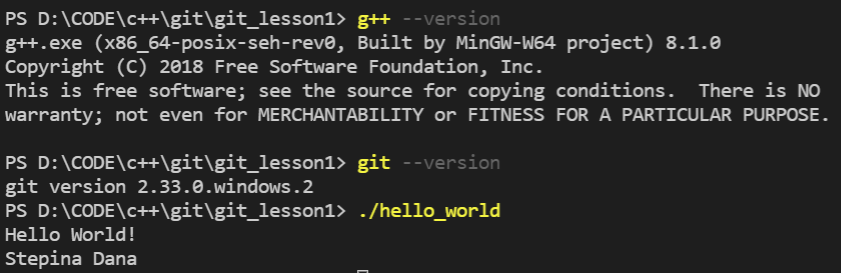 PS D:\CODE\c++\git\git_lesson1> g++ --version
g++.exe (x86_64-posix-seh-rev0, Built by MinGW-W64 project) 8.1.0
Copyright (C) 2018 Free Software Foundation, Inc.
This is free software; see the source for copying conditions.  There is NO
warranty; not even for MERCHANTABILITY or FITNESS FOR A PARTICULAR PURPOSE.
PS D:\CODE\c++\git\git_lesson1> git --version
git version 2.33.0.windows.2
PS D:\CODE\c++\git\git_lesson1> ./hello_world
Hello World!
Stepina Dana